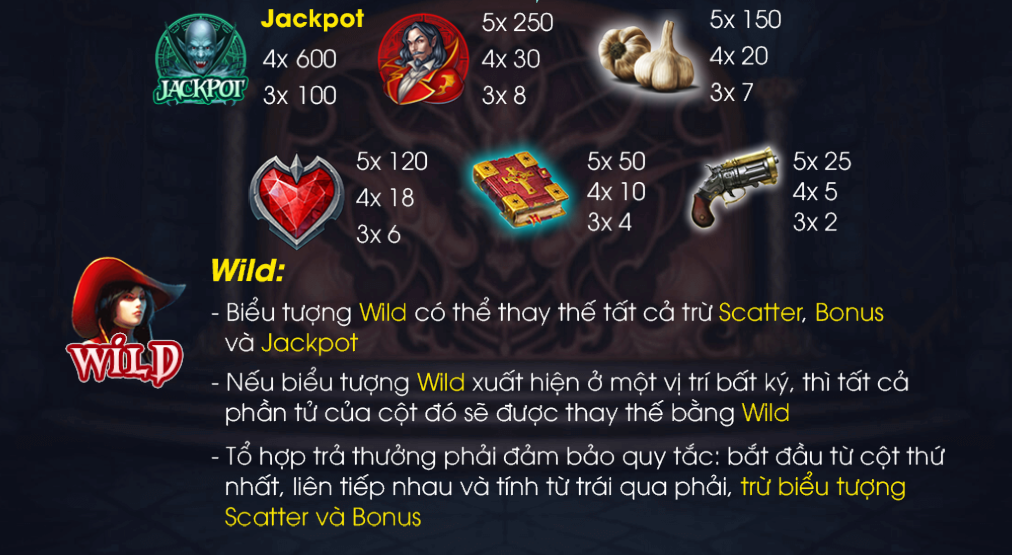 JACKPOT
Jackpot
4x 600
3x 100
5x 250
4x 30
3x 8
5x 150
4x 20
3x 7
5x 120
4x 18
3x 6
5x 50
4x 10
3x 4
5x 25
4x 5
3x 2
WILD
Wild:
- Biểu tượng Wild có thể thay thế tất cả trừ Scatter, Bonus
và Jackpot
- Nếu biểu tượng Wild xuất hiện ở một vị trí bất kỳ, thì tất cả
phần tử của cột đó sẽ được thay thế bằng Wild
- Tổ hợp trả thưởng phải đảm bảo quy tắc: bắt đầu từ cột thứ
nhất, liên tiếp nhau và tính từ trái qua phải, trừ biểu tượng
Scatter và Bonus